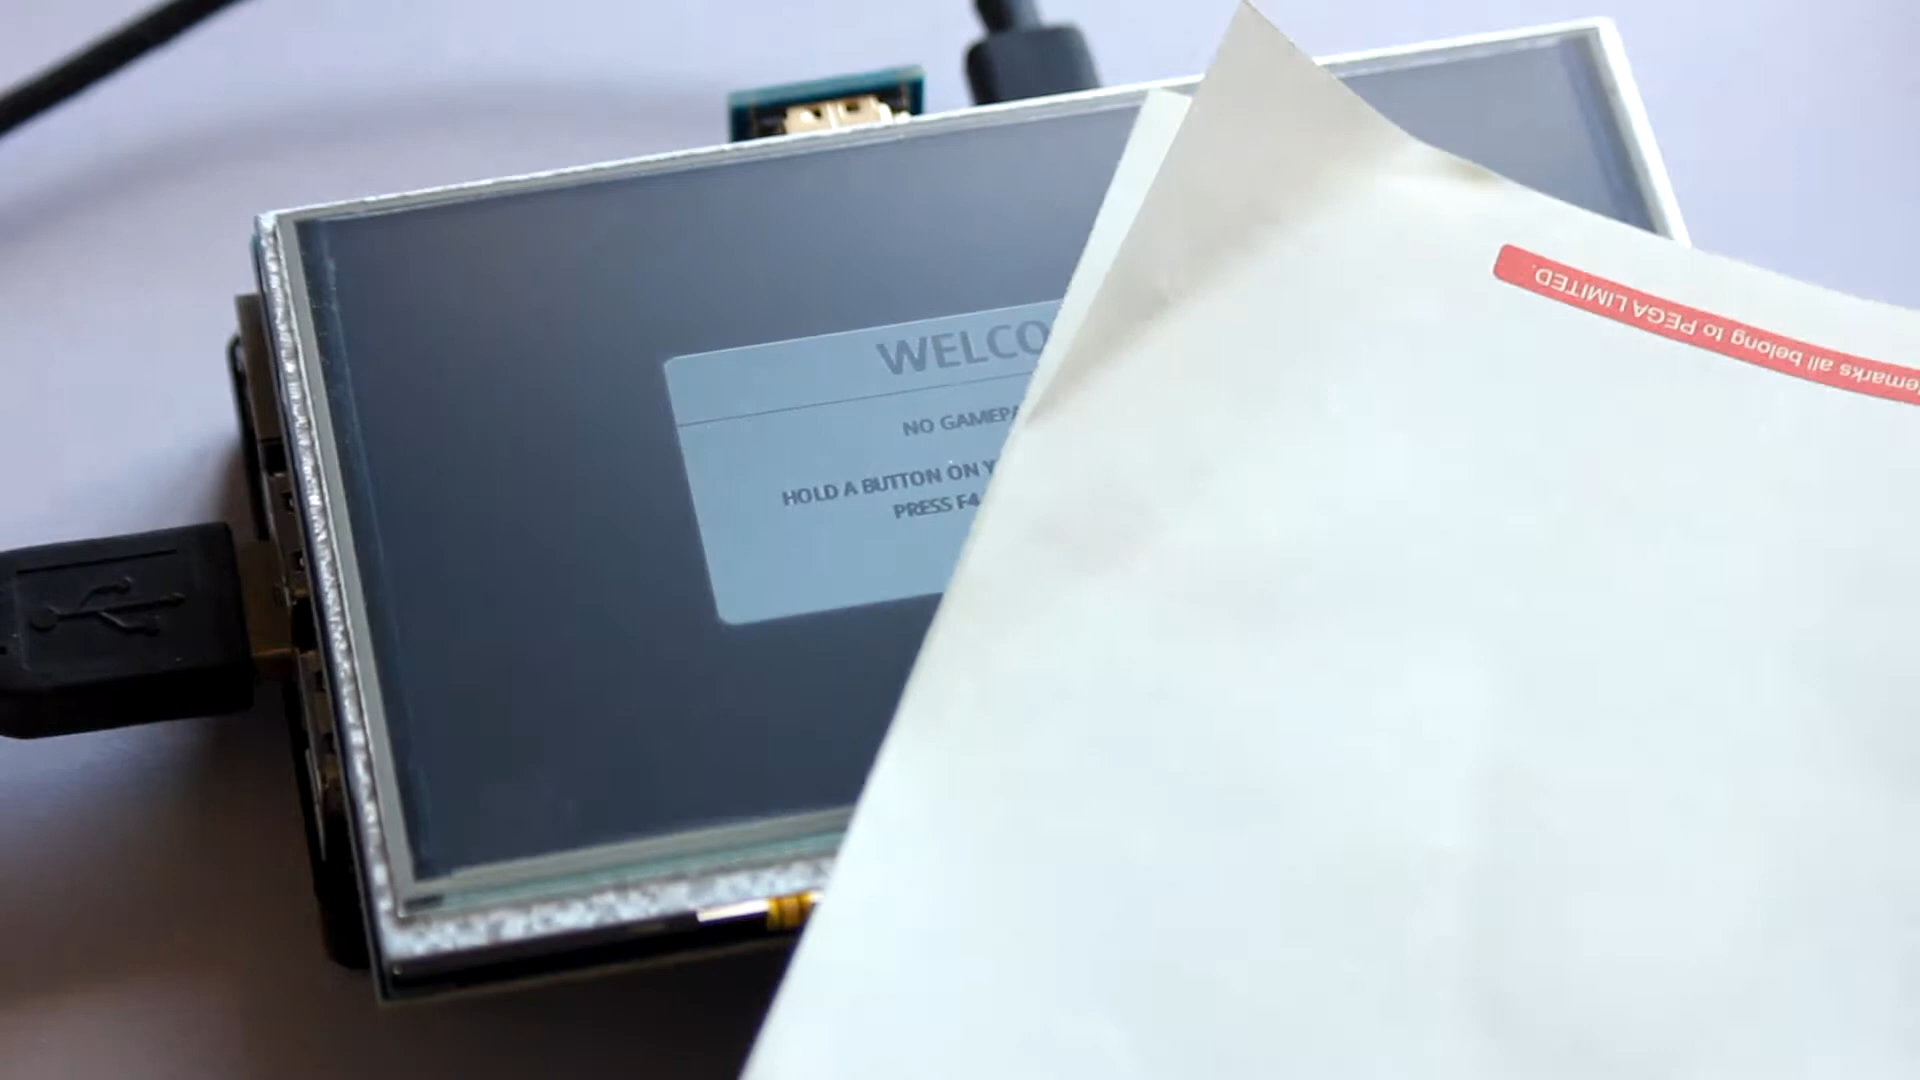 WELCO
NO GAMEPA
HOLD A BUTTON ON Y
PRESS F4
emarks all belong to PEGA LIMITED.